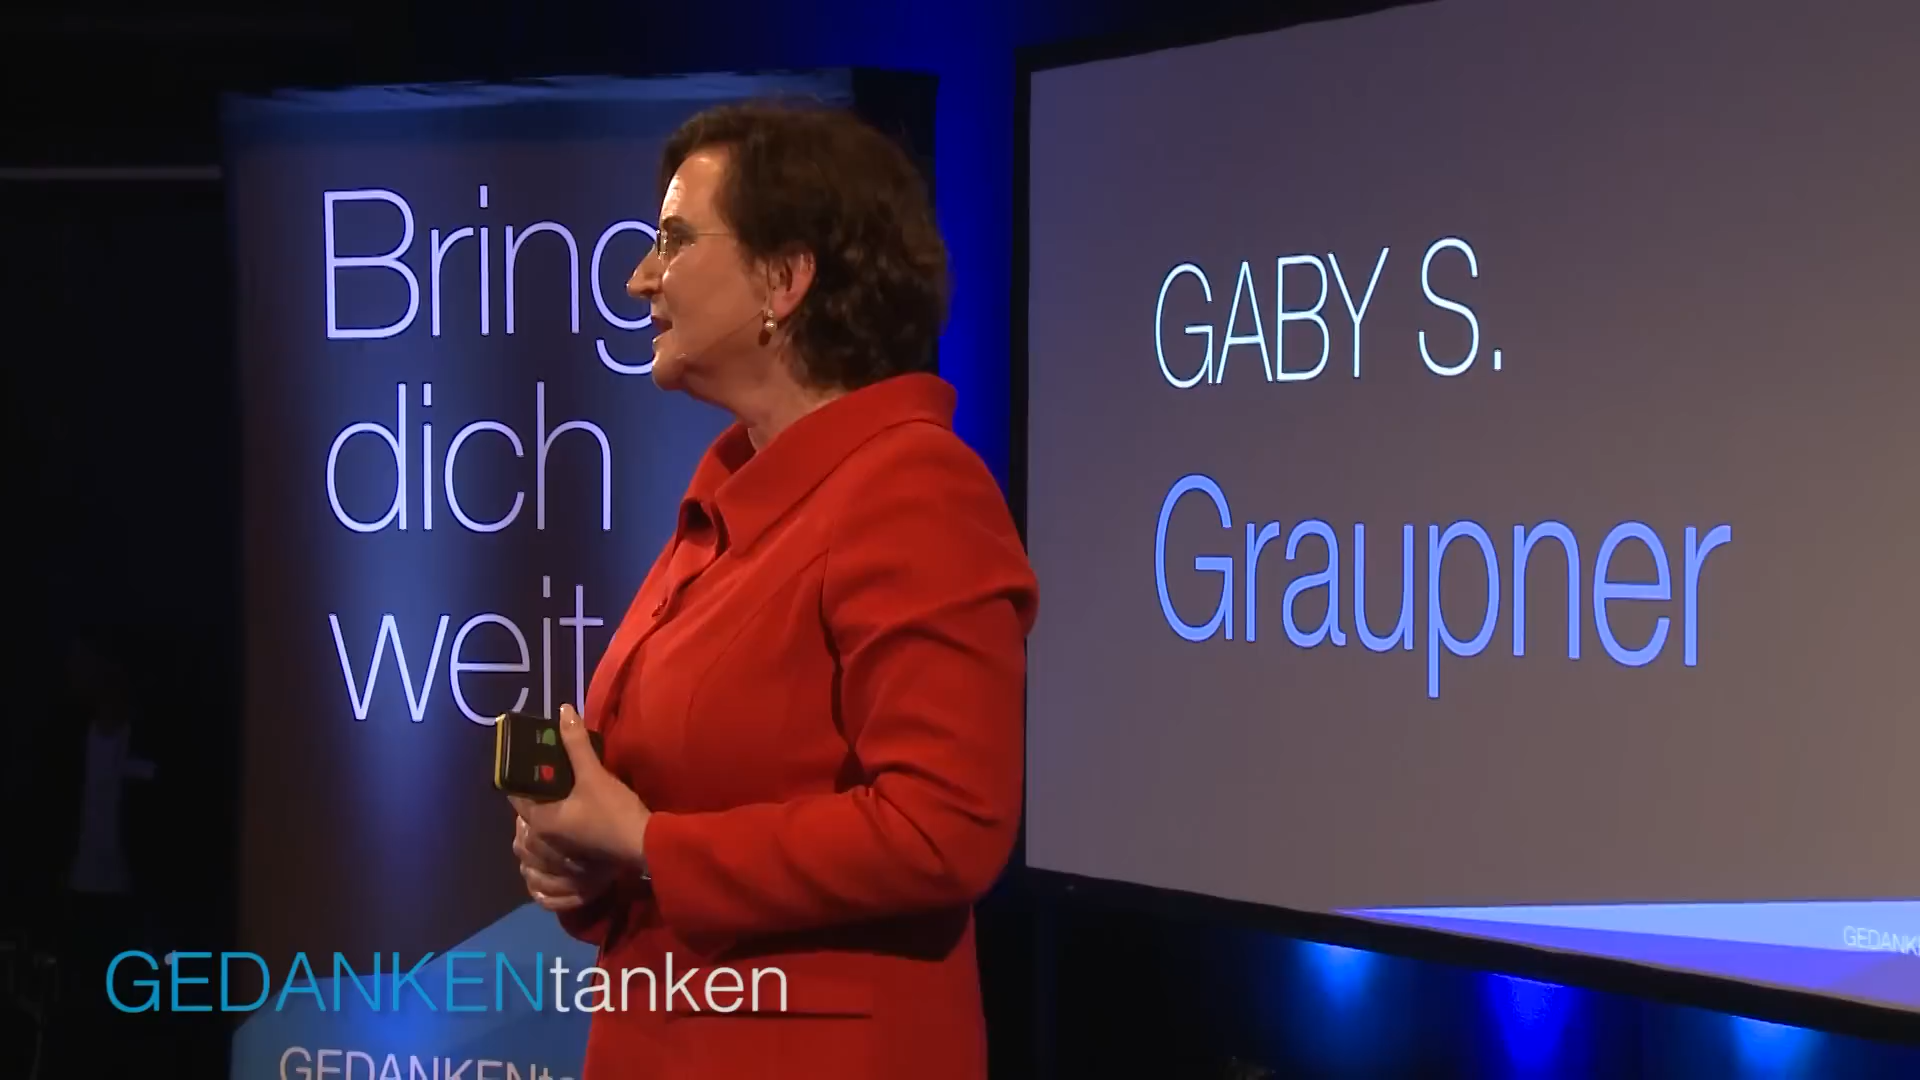 Bring
dich
weit
GABY S.
Graupner
GEDANKENtanken